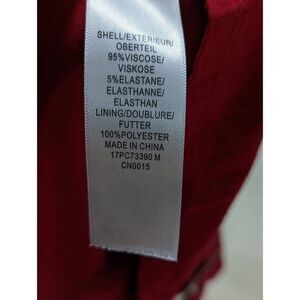 SHELL/EXTERIEUR/
OBERTEIL
95%VISCOSE/
VISKOSE
5%ELASTANE/
ELASTHANNE/
ELASTHAN
LINING/DOUBLURE/
FUTTER
100%POLYESTER
MADE IN CHINA
17PC73390 M
CN0015